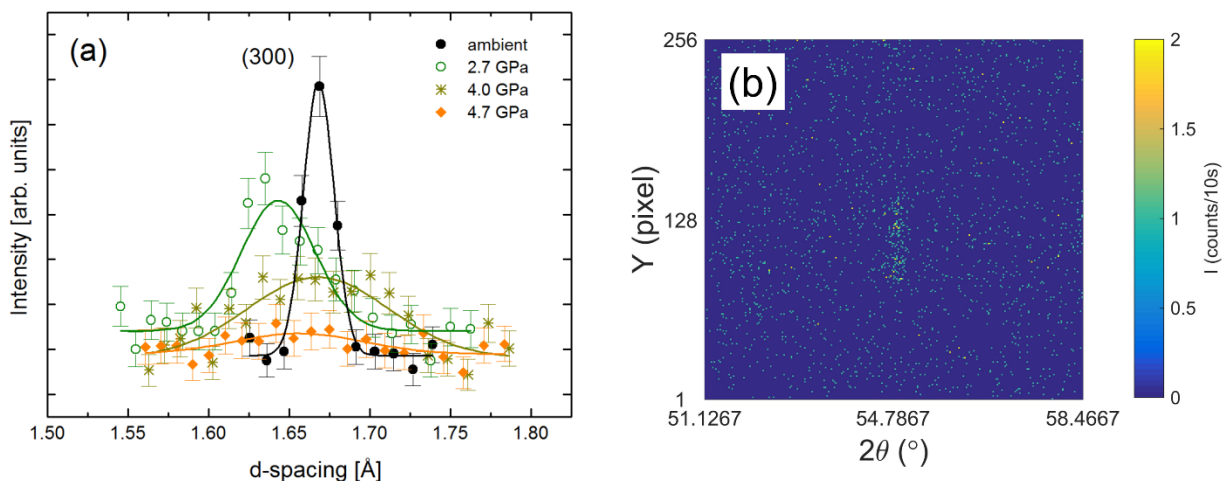 (a)
(300)
ambient
2.7 GPa
4.0 GPa
4.7 GPa
Intensity [arb. units]
1.50 1.55 1.60 1.65 1.70 1.75 1.80
d-spacing [Å]
(b)
256
128
1
Y (pixel)
51.1267 54.7867 58.4667
2θ (°)
2
1.5
1
0.5
0
I (counts/10s)